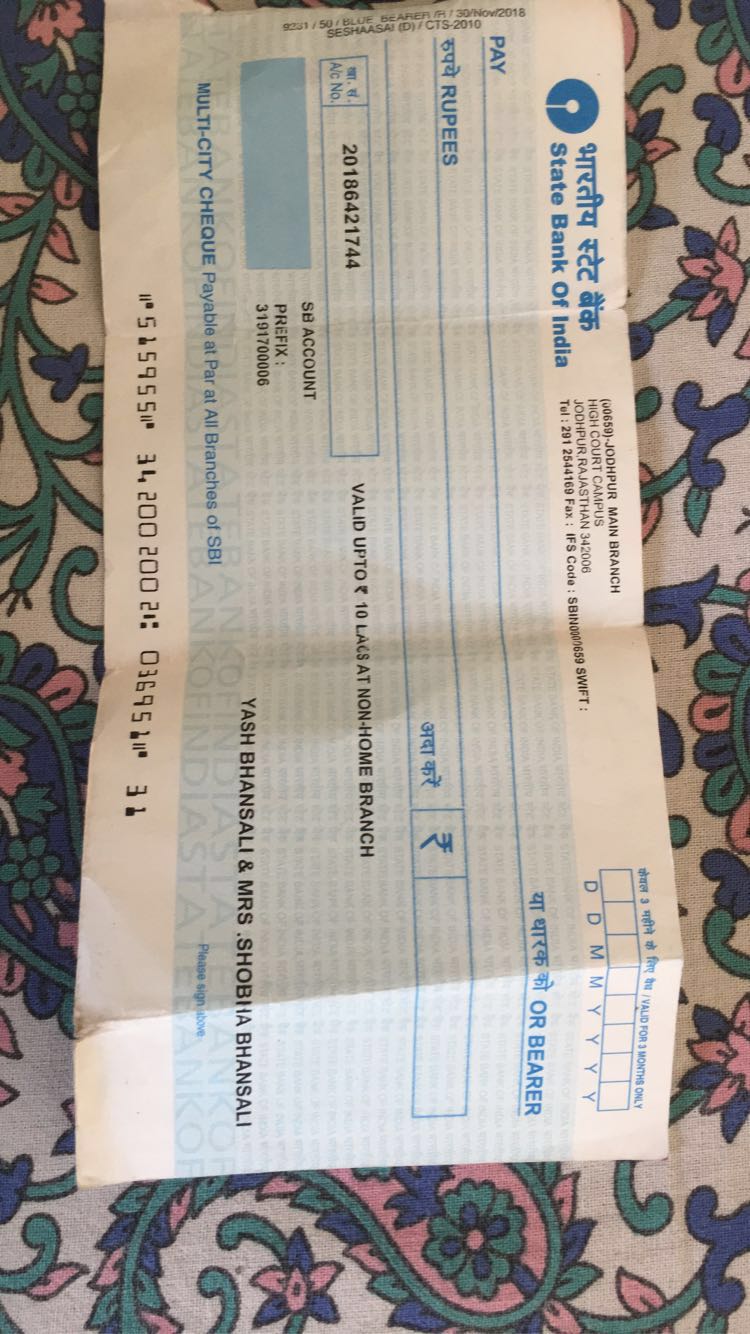 9231 / 50 / BLUE BEARER /R / 30/Nov/2018
SESHAASAI (D) / CTS-2010
भारतीय स्टेट बैंक
State Bank Of India
(00659)-JODHPUR MAIN BRANCH
HIGH COURT CAMPUS
JODHPUR,RAJASTHAN 342006
Tel : 291 2544169 Fax : IFS Code : SBIN0000659 SWIFT :
केवल 3 महीने के लिए वैध / VALID FOR 3 MONTHS ONLY
D D M M Y Y Y Y
PAY
या धारक को OR BEARER
रुपये RUPEES
अदा करें ₹
खा. सं.
A/c No.
20186421744
VALID UPTO ₹ 10 LACS AT NON-HOME BRANCH
SB ACCOUNT
PREFIX :
3191700006
YASH BHANSALI & MRS .SHOBHA BHANSALI
MULTI-CITY CHEQUE Payable at Par at All Branches of SBI
Please sign above
⑈515955⑈ 342002002⑆ 016951⑈ 31